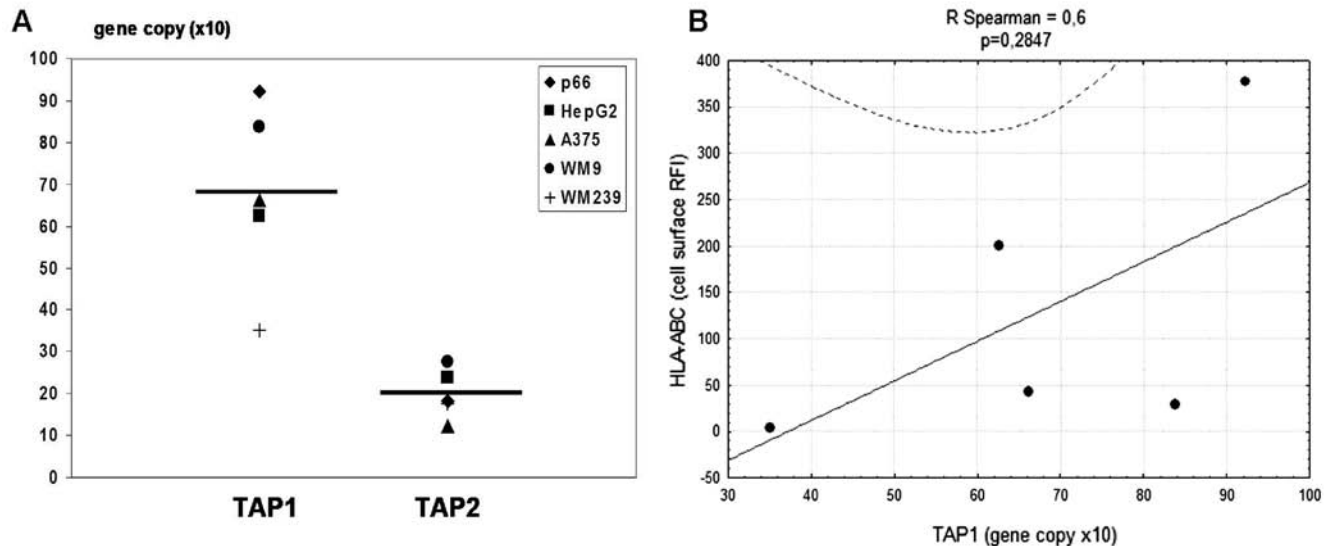 A
gene copy (x10)
100
90
80
70
60
50
40
30
20
10
0
p66
HepG2
A375
WM9
WM239
TAP1
TAP2
B
R Spearman = 0,6
p=0,2847
HLA-ABC (cell surface RFI)
400
350
300
250
200
150
100
50
0
-50
30 40 50 60 70 80 90 100
TAP1 (gene copy x10)